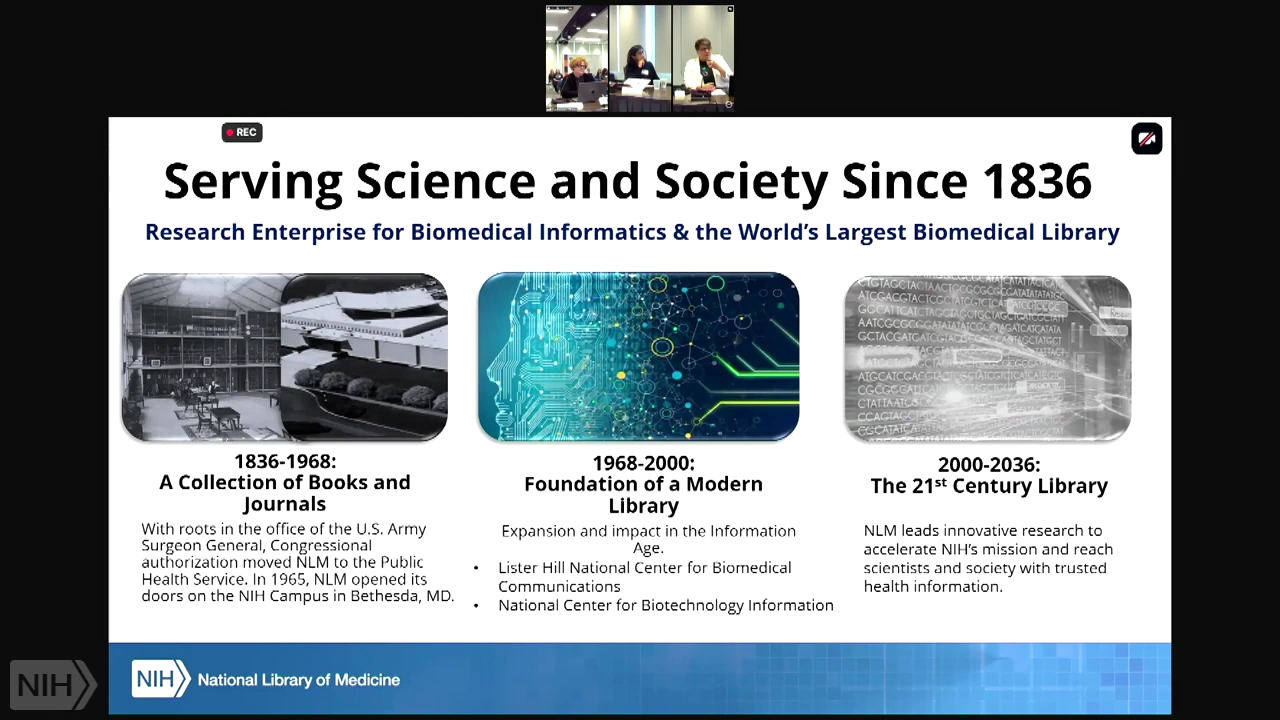 REC
Serving Science and Society Since 1836
Research Enterprise for Biomedical Informatics & the World's Largest Biomedical Library
1836-1968:
A Collection of Books and
Journals
With roots in the office of the U.S. Army
Surgeon General, Congressional
authorization moved NLM to the Public
Health Service. In 1965, NLM opened its
doors on the NIH Campus in Bethesda, MD.
1968-2000:
Foundation of a Modern
Library
Expansion and impact in the Information
Age.
• Lister Hill National Center for Biomedical
Communications
• National Center for Biotechnology Information
2000-2036:
The 21st Century Library
NLM leads innovative research to
accelerate NIH's mission and reach
scientists and society with trusted
health information.
NIH National Library of Medicine
NIH